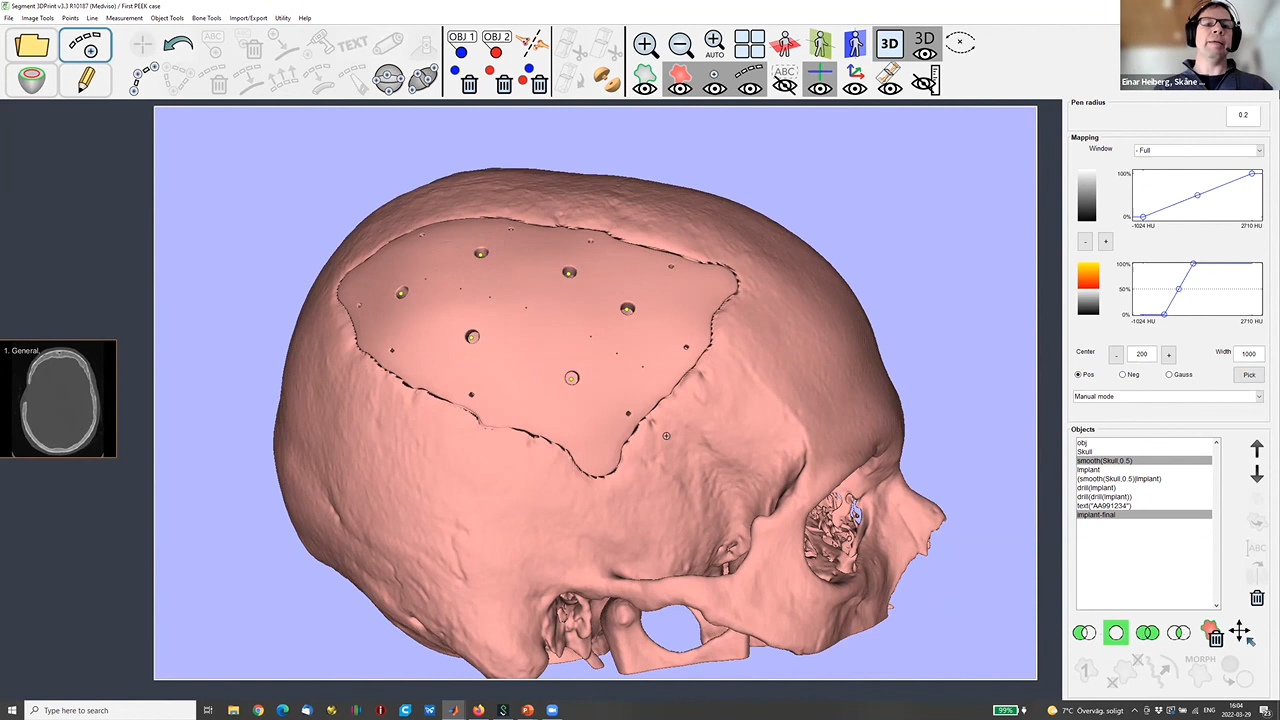 Segment 3DPrint v3.3 R10187 (Medviso) / First PEEK case
File Image Tools Points Line Measurement Object Tools Bone Tools Import/Export Utility Help
OBJ 1 OBJ 2
ABC TEXT AUTO 3D 3D
ABC
Einar Heiberg, Skåne ...
Pen radius
0.2
Mapping
Window - Full
100%
0%
-1024 HU 2710 HU
- +
100%
50%
0%
-1024 HU 2710 HU
Center - 200 + Width 1000
Pos Neg Gauss Pick
Manual mode
Objects
obj
Skull
smooth(Skull,0.5)
Implant
(smooth(Skull,0.5)\Implant)
drill(Implant)
drill(drill(Implant))
text("AA991234")
implant-final
ABC
MORPH
1
1. General,
Type here to search
99%
7°C Överväg. soligt
16:04
2022-03-29